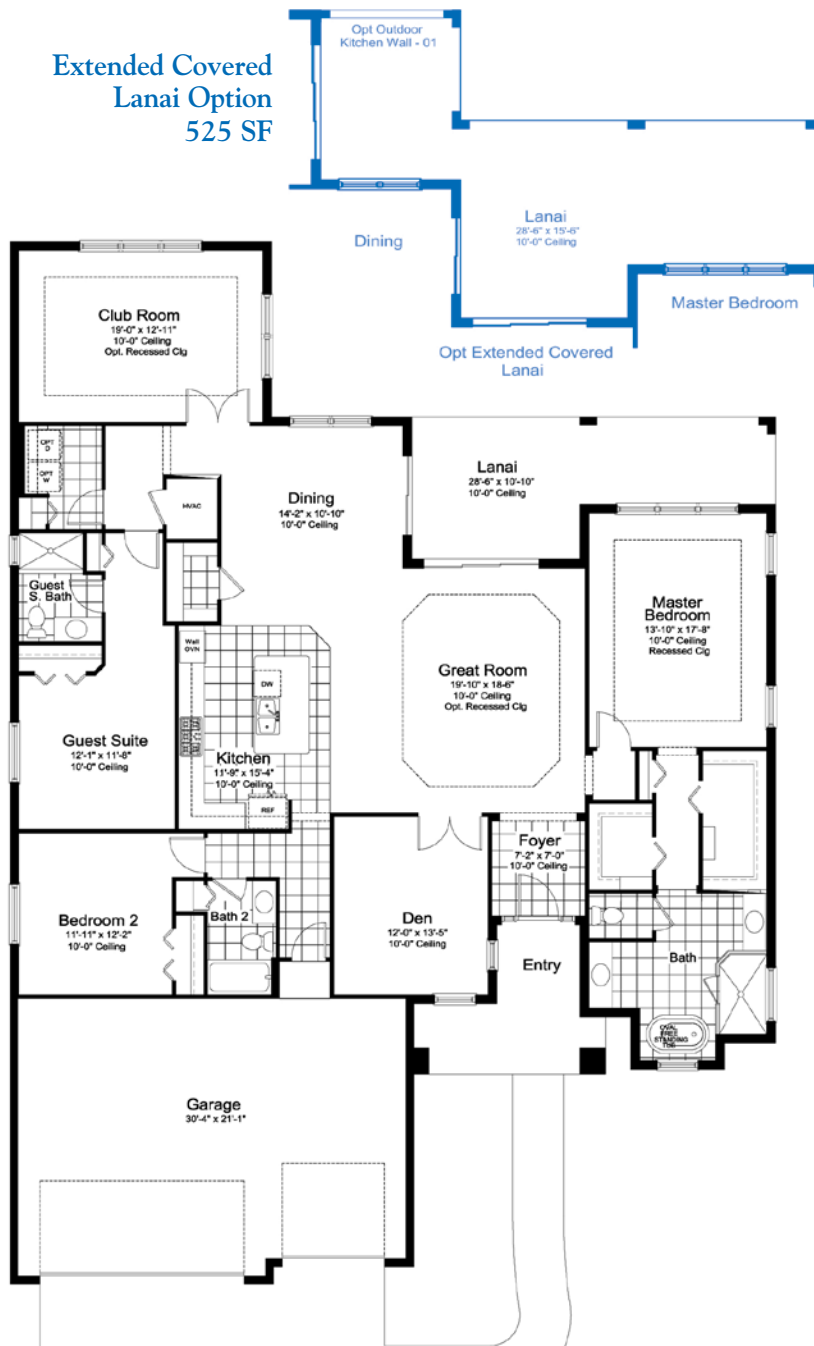 Extended Covered
Lanai Option
525 SF
Opt Outdoor
Kitchen Wall - 01
Dining
Lanai
28'-6" x 15'-6"
10'-0" Ceiling
Master Bedroom
Opt Extended Covered
Lanai
Club Room
19'-0" x 12'-11"
10'-0" Ceiling
Opt. Recessed Clg
OPT
D
OPT
W
HVAC
Dining
14'-2" x 10'-10"
10'-0" Ceiling
Lanai
28'-6" x 10'-10"
10'-0" Ceiling
Guest
S. Bath
Master
Bedroom
13'-10" x 17'-8"
10'-0" Ceiling
Recessed Clg
Wall
OVN
DW
Great Room
19'-10" x 18'-6"
10'-0" Ceiling
Opt. Recessed Clg
Guest Suite
12'-1" x 11'-8"
10'-0" Ceiling
Kitchen
11'-9" x 15'-4"
10'-0" Ceiling
REF
Foyer
7'-2" x 7'-0"
10'-0" Ceiling
Bedroom 2
11'-11" x 12'-2"
10'-0" Ceiling
Bath 2
Den
12'-0" x 13'-5"
10'-0" Ceiling
Entry
Bath
OVAL
FREE
STANDING
TUB
Garage
30'-4" x 21'-1"